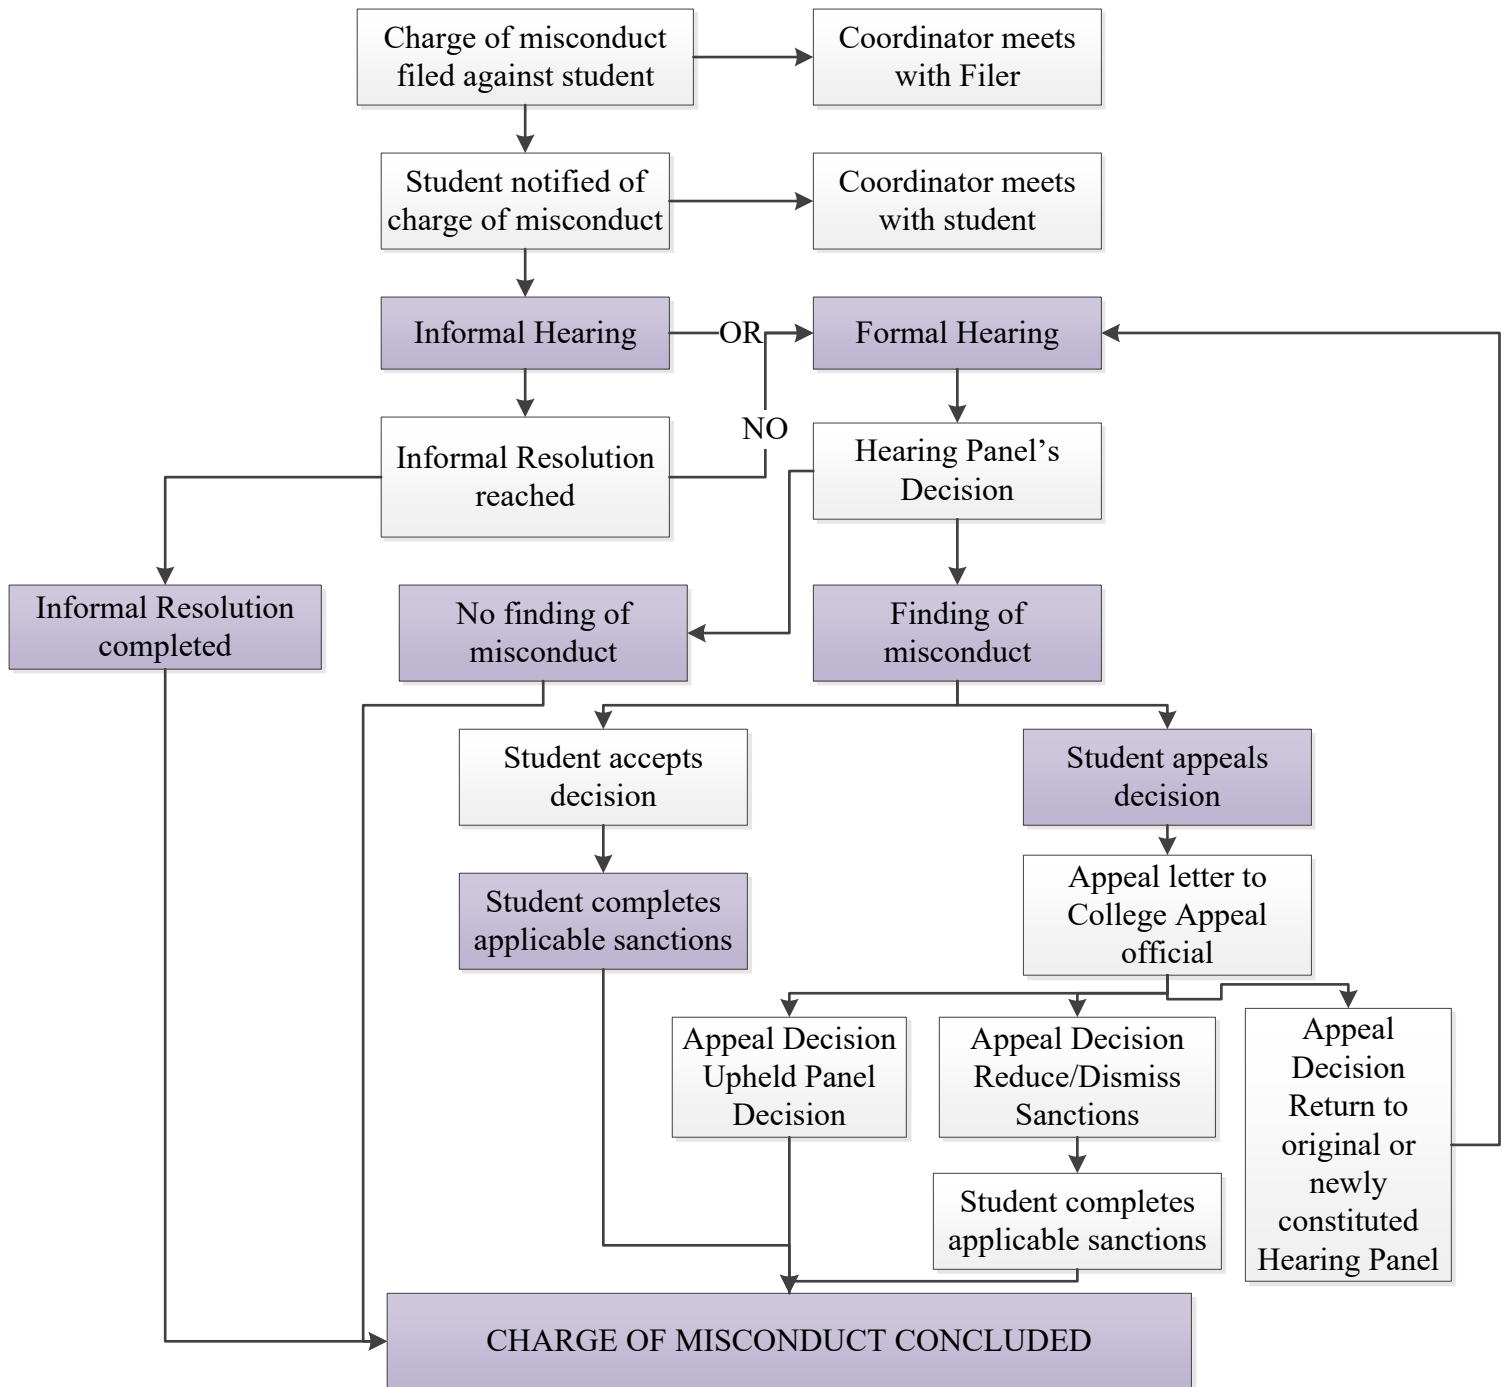 Charge of misconduct
filed against student
Coordinator meets
with Filer
Student notified of
charge of misconduct
Coordinator meets
with student
Informal Hearing
OR
Formal Hearing
NO
Informal Resolution
reached
Hearing Panel’s
Decision
Informal Resolution
completed
No finding of
misconduct
Finding of
misconduct
Student accepts
decision
Student appeals
decision
Student completes
applicable sanctions
Appeal letter to
College Appeal
official
Appeal Decision
Upheld Panel
Decision
Appeal Decision
Reduce/Dismiss
Sanctions
Appeal
Decision
Return to
original or
newly
constituted
Hearing Panel
Student completes
applicable sanctions
CHARGE OF MISCONDUCT CONCLUDED